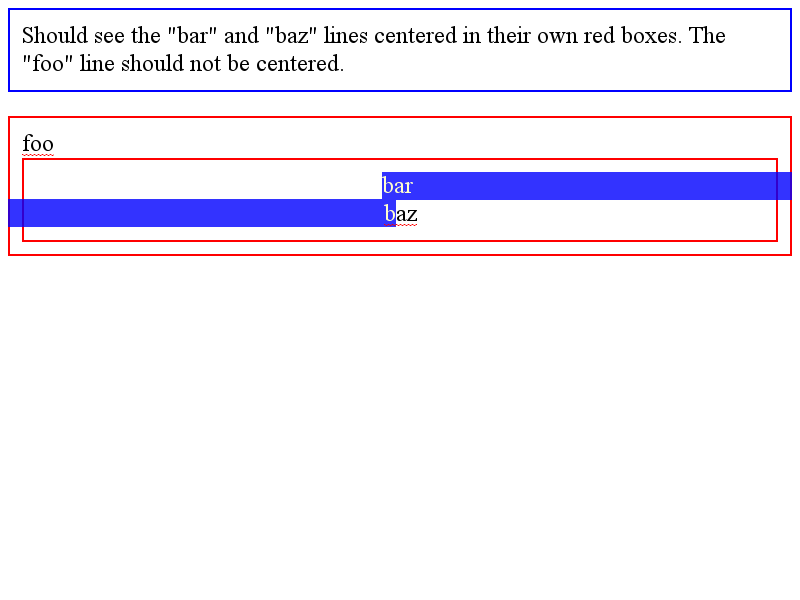 Should see the "bar" and "baz" lines centered in their own red boxes. The
"foo" line should not be centered.
foo
bar
baz